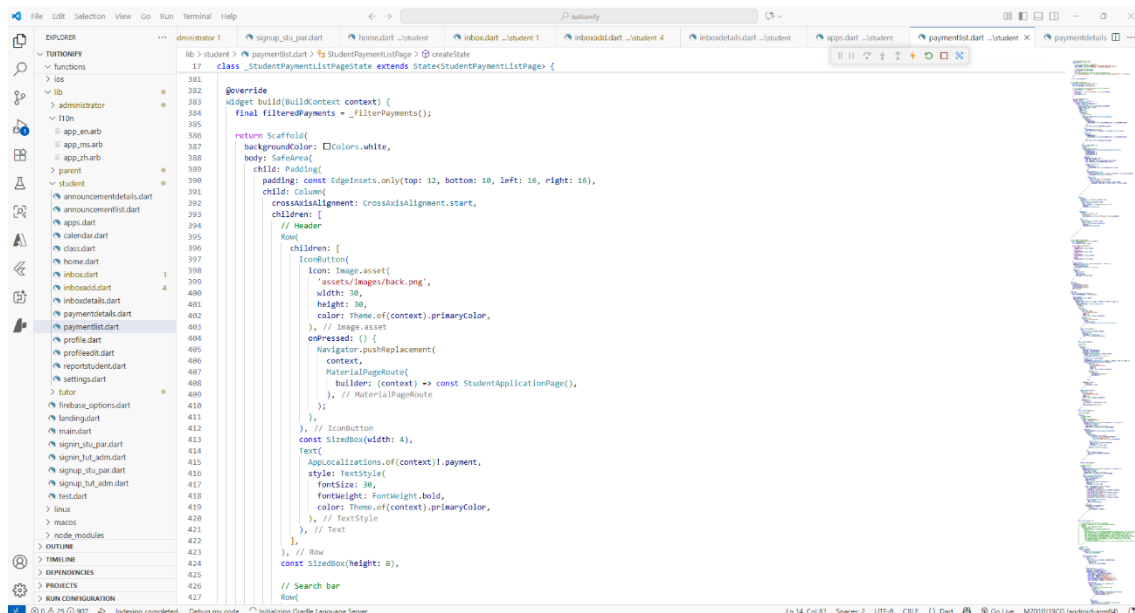 File Edit Selection View Go Run Terminal Help
tuitionify
EXPLORER
TUITIONIFY
functions
ios
lib
administrator
l10n
app_en.arb
app_ms.arb
app_zh.arb
parent
student
announcementdetails.dart
announcementlist.dart
apps.dart
calendar.dart
class.dart
home.dart
inbox.dart 1
inboxadd.dart 4
inboxdetails.dart
paymentdetails.dart
paymentlist.dart
profile.dart
profileedit.dart
reportstudent.dart
settings.dart
tutor
firebase_options.dart
landing.dart
main.dart
signin_stu_par.dart
signin_tut_adm.dart
signup_stu_par.dart
signup_tut_adm.dart
test.dart
linux
macos
node_modules
OUTLINE
TIMELINE
DEPENDENCIES
PROJECTS
RUN CONFIGURATION
dministrator 1 signup_stu_par.dart home.dart ...\student inbox.dart ...\student 1 inboxadd.dart ...\student 4 inboxdetails.dart ...\student apps.dart ...\student paymentlist.dart ...\student paymentdetails
lib > student > paymentlist.dart > StudentPaymentListPage > createState
17 class _StudentPaymentListPageState extends State<StudentPaymentListPage> {
381
382 @override
383 Widget build(BuildContext context) {
384 final filteredPayments = _filterPayments();
385
386 return Scaffold(
387 backgroundColor: Colors.white,
388 body: SafeArea(
389 child: Padding(
390 padding: const EdgeInsets.only(top: 12, bottom: 10, left: 16, right: 16),
391 child: Column(
392 crossAxisAlignment: CrossAxisAlignment.start,
393 children: [
394 // Header
395 Row(
396 children: [
397 IconButton(
398 icon: Image.asset(
399 'assets/images/back.png',
400 width: 30,
401 height: 30,
402 color: Theme.of(context).primaryColor,
403 ), // Image.asset
404 onPressed: () {
405 Navigator.pushReplacement(
406 context,
407 MaterialPageRoute(
408 builder: (context) => const StudentApplicationPage(),
409 ), // MaterialPageRoute
410 );
411 },
412 ), // IconButton
413 const SizedBox(width: 4),
414 Text(
415 AppLocalizations.of(context)!.payment,
416 style: TextStyle(
417 fontSize: 30,
418 fontWeight: FontWeight.bold,
419 color: Theme.of(context).primaryColor,
420 ), // TextStyle
421 ), // Text
422 ],
423 ), // Row
424 const SizedBox(height: 8),
425
426 // Search bar
427 Row(
0 25 907 Indexing completed Debug my code Initializing Gradle Language Server Ln 14, Col 81 Spaces: 2 UTF-8 CRLF {} Dart Go Live M2010J19CG (android-arm64)